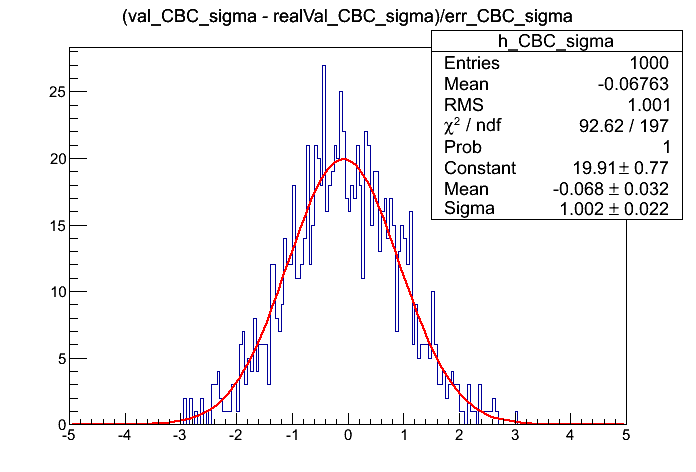 (val_CBC_sigma - realVal_CBC_sigma)/err_CBC_sigma
h_CBC_sigma
Entries 1000
Mean -0.06763
RMS 1.001
χ² / ndf 92.62 / 197
Prob 1
Constant 19.91 ± 0.77
Mean -0.068 ± 0.032
Sigma 1.002 ± 0.022
25
20
15
10
5
0
-5 -4 -3 -2 -1 0 1 2 3 4 5